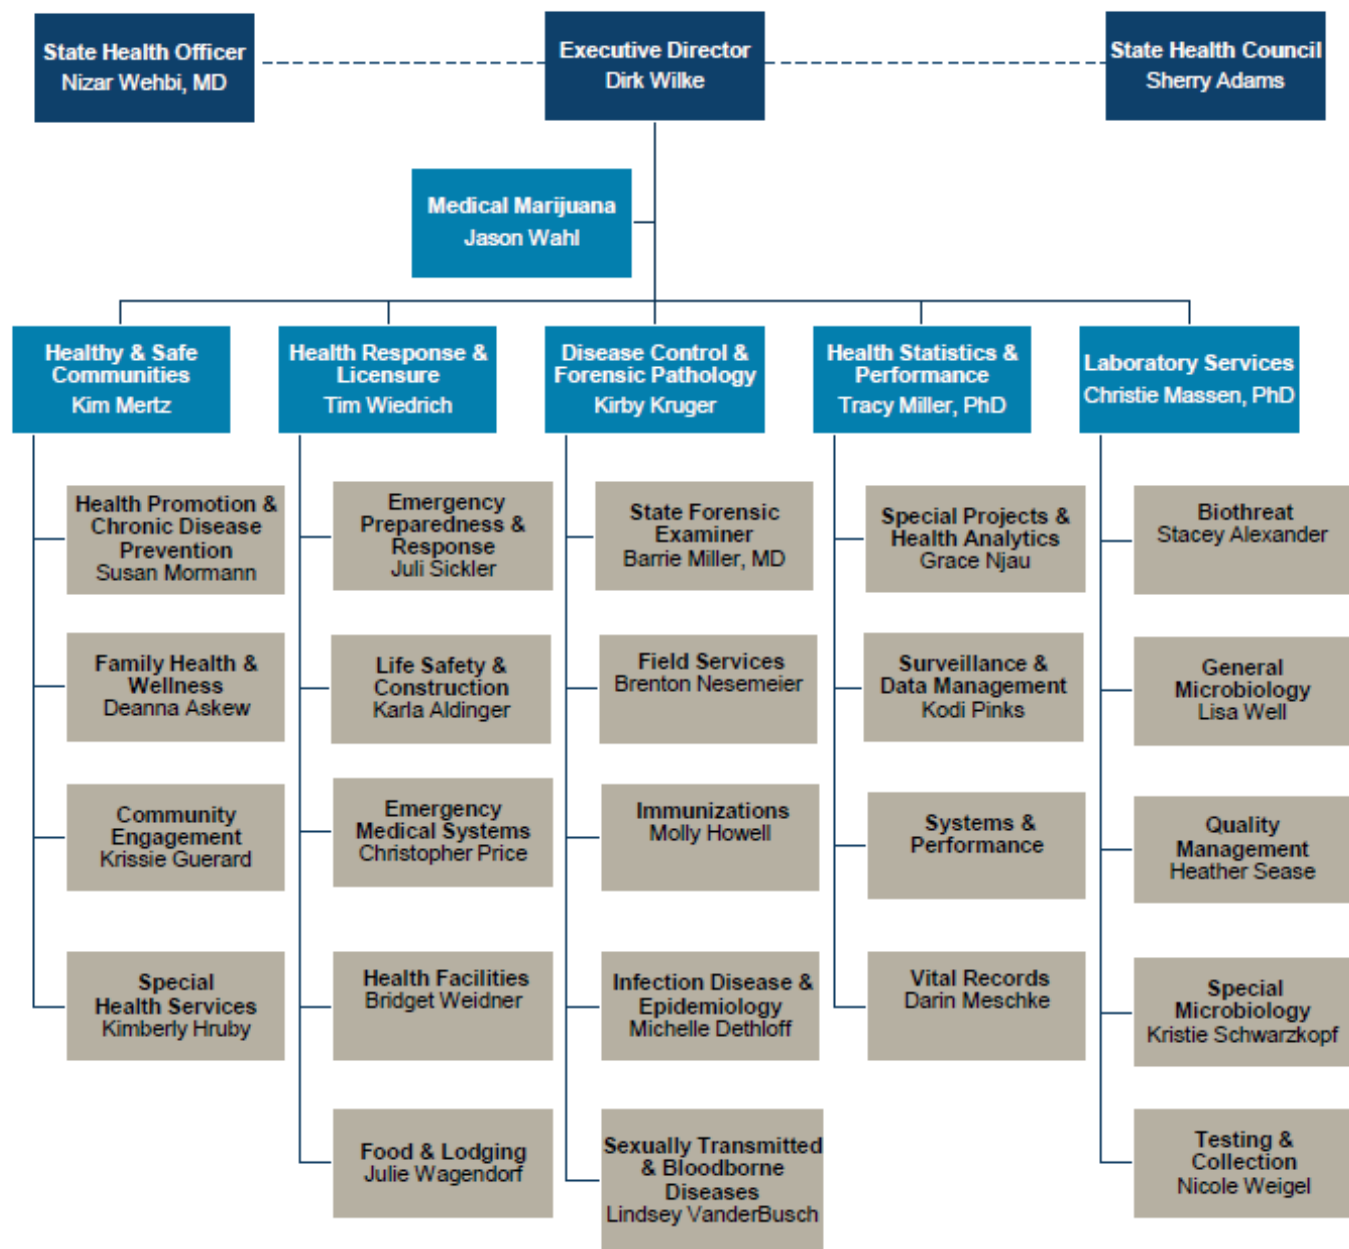 State Health Officer
Nizar Wehbi, MD
Executive Director
Dirk Wilke
State Health Council
Sherry Adams
Medical Marijuana
Jason Wahl
Healthy & Safe
Communities
Kim Mertz
Health Response &
Licensure
Tim Wiedrich
Disease Control &
Forensic Pathology
Kirby Kruger
Health Statistics &
Performance
Tracy Miller, PhD
Laboratory Services
Christie Massen, PhD
Health Promotion &
Chronic Disease
Prevention
Susan Mormann
Family Health &
Wellness
Deanna Askew
Community
Engagement
Krissie Guerard
Special
Health Services
Kimberly Hruby
Emergency
Preparedness &
Response
Juli Sickler
Life Safety &
Construction
Karla Aldinger
Emergency
Medical Systems
Christopher Price
Health Facilities
Bridget Weidner
Food & Lodging
Julie Wagendorf
State Forensic
Examiner
Barrie Miller, MD
Field Services
Brenton Nesemeier
Immunizations
Molly Howell
Infection Disease &
Epidemiology
Michelle Dethloff
Sexually Transmitted
& Bloodborne
Diseases
Lindsey VanderBusch
Special Projects &
Health Analytics
Grace Njau
Surveillance &
Data Management
Kodi Pinks
Systems &
Performance
Vital Records
Darin Meschke
Biothreat
Stacey Alexander
General
Microbiology
Lisa Well
Quality
Management
Heather Sease
Special
Microbiology
Kristie Schwarzkopf
Testing &
Collection
Nicole Weigel